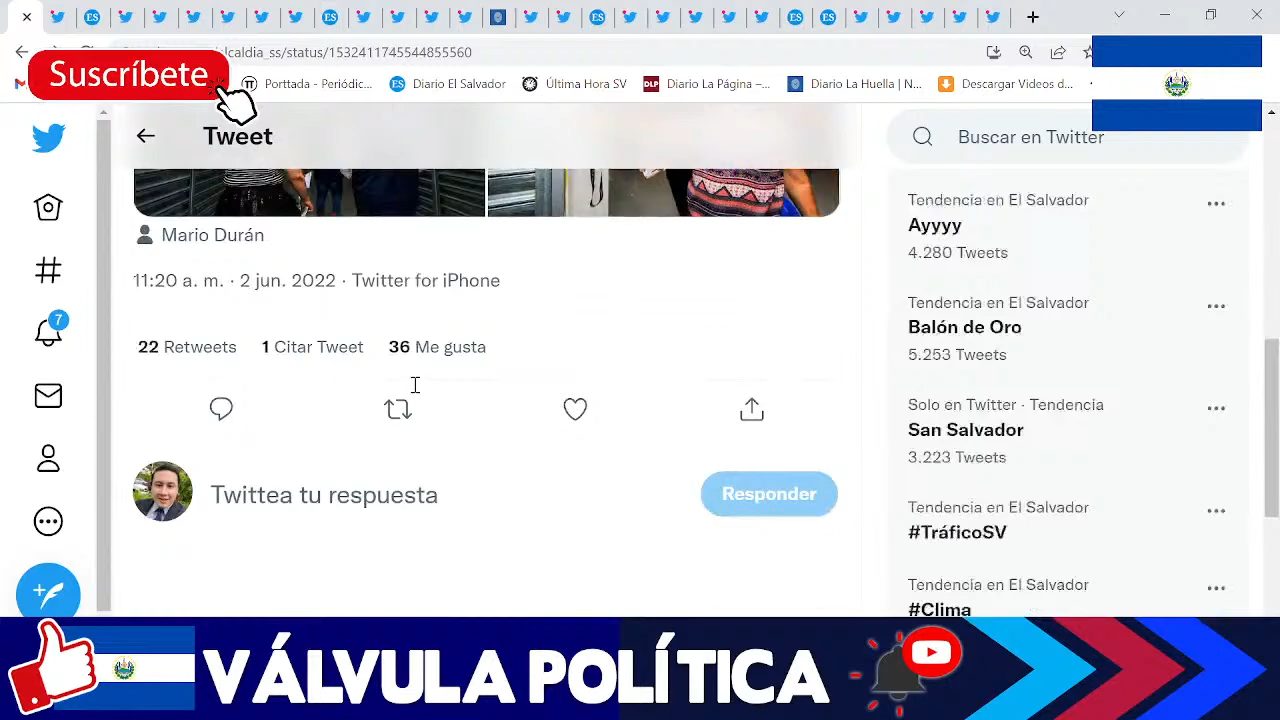 lcaldia_ss/status/1532411745544855560
Suscríbete
Porttada - Periódic...
ES
Diario El Salvador
Última Hora SV
DLP
Diario La Página –...
Diario La Huella | N...
Descargar Videos d...
Tweet
Buscar en Twitter
Mario Durán
11:20 a. m. · 2 jun. 2022 · Twitter for iPhone
22 Retweets 1 Citar Tweet 36 Me gusta
7
Twittea tu respuesta
Responder
Tendencia en El Salvador
Ayyyy
4.280 Tweets
Tendencia en El Salvador
Balón de Oro
5.253 Tweets
Solo en Twitter · Tendencia
San Salvador
3.223 Tweets
Tendencia en El Salvador
#TráficoSV
Tendencia en El Salvador
#Clima
VÁLVULA POLÍTICA